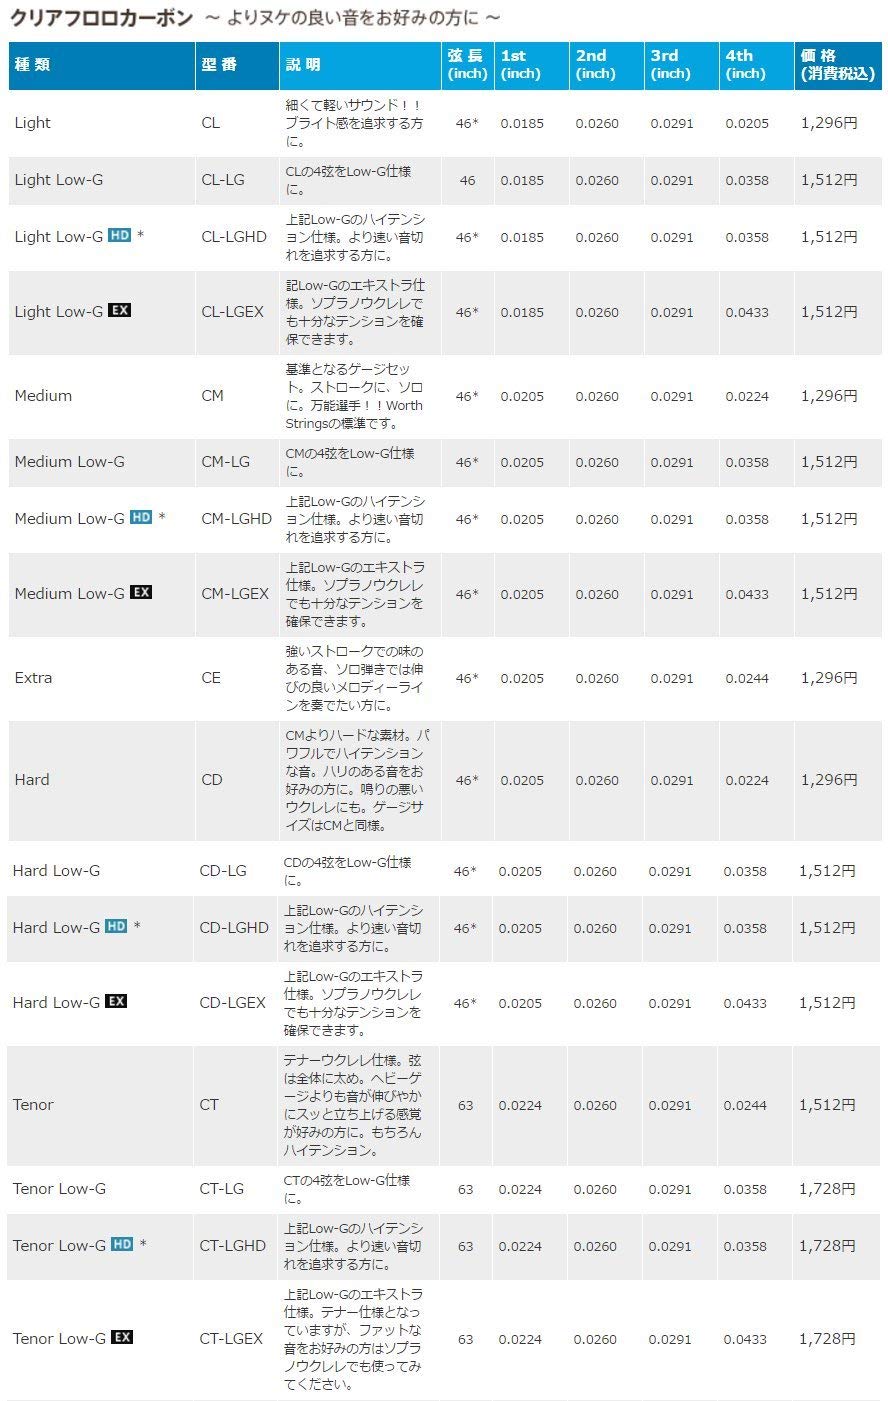 クリアフロロカーボン ～ よりヌケの良い音をお好みの方に ～
種類 型番 説明 弦長 (inch) 1st (inch) 2nd (inch) 3rd (inch) 4th (inch) 価格 (消費税込)
Light CL 細くて軽いサウンド！！
ブライト感を追求する方
に。 46* 0.0185 0.0260 0.0291 0.0205 1,296円
Light Low-G CL-LG CLの4弦をLow-G仕様
に。 46 0.0185 0.0260 0.0291 0.0358 1,512円
Light Low-G HD * CL-LGHD 上記Low-Gのハイテンシ
ョン仕様。より速い音切
れを追求する方に。 46* 0.0185 0.0260 0.0291 0.0358 1,512円
Light Low-G EX CL-LGEX 記Low-Gのエキストラ仕
様。ソプラノウクレレで
も十分なテンションを確
保できます。 46* 0.0185 0.0260 0.0291 0.0433 1,512円
Medium CM 基準となるゲージセッ
ト。ストロークに、ソロ
に。万能選手！！Worth
Stringsの標準です。 46* 0.0205 0.0260 0.0291 0.0224 1,296円
Medium Low-G CM-LG CMの4弦をLow-G仕様
に。 46* 0.0205 0.0260 0.0291 0.0358 1,512円
Medium Low-G HD * CM-LGHD 上記Low-Gのハイテンシ
ョン仕様。より速い音切
れを追求する方に。 46* 0.0205 0.0260 0.0291 0.0358 1,512円
Medium Low-G EX CM-LGEX 上記Low-Gのエキストラ
仕様。ソプラノウクレレ
でも十分なテンションを
確保できます。 46* 0.0205 0.0260 0.0291 0.0433 1,512円
Extra CE 強いストロークでの味の
ある音、ソロ弾きでは伸
びの良いメロディーライ
ンを奏でたい方に。 46* 0.0205 0.0260 0.0291 0.0244 1,296円
Hard CD CMよりハードな素材。パ
ワフルでハイテンション
な音。ハリのある音をお
好みの方に。鳴りの悪い
ウクレレにも。ゲージサ
イズはCMと同様。 46* 0.0205 0.0260 0.0291 0.0224 1,296円
Hard Low-G CD-LG CDの4弦をLow-G仕様
に。 46* 0.0205 0.0260 0.0291 0.0358 1,512円
Hard Low-G HD * CD-LGHD 上記Low-Gのハイテンシ
ョン仕様。より速い音切
れを追求する方に。 46* 0.0205 0.0260 0.0291 0.0358 1,512円
Hard Low-G EX CD-LGEX 上記Low-Gのエキストラ
仕様。ソプラノウクレレ
でも十分なテンションを
確保できます。 46* 0.0205 0.0260 0.0291 0.0433 1,512円
Tenor CT テナーウクレレ仕様。弦
は全体に太め。ヘビーゲ
ージよりも音が伸びやか
にスッと立ち上げる感覚
が好みの方に。もちろん
ハイテンション。 63 0.0224 0.0260 0.0291 0.0244 1,512円
Tenor Low-G CT-LG CTの4弦をLow-G仕様
に。 63 0.0224 0.0260 0.0291 0.0358 1,728円
Tenor Low-G HD * CT-LGHD 上記Low-Gのハイテンシ
ョン仕様。より速い音切
れを追求する方に。 63 0.0224 0.0260 0.0291 0.0358 1,728円
Tenor Low-G EX CT-LGEX 上記Low-Gのエキストラ
仕様。テナー仕様となっ
ていますが、ファットな
音をお好みの方はソプラ
ノウクレレでも使ってみ
てください。 63 0.0224 0.0260 0.0291 0.0433 1,728円